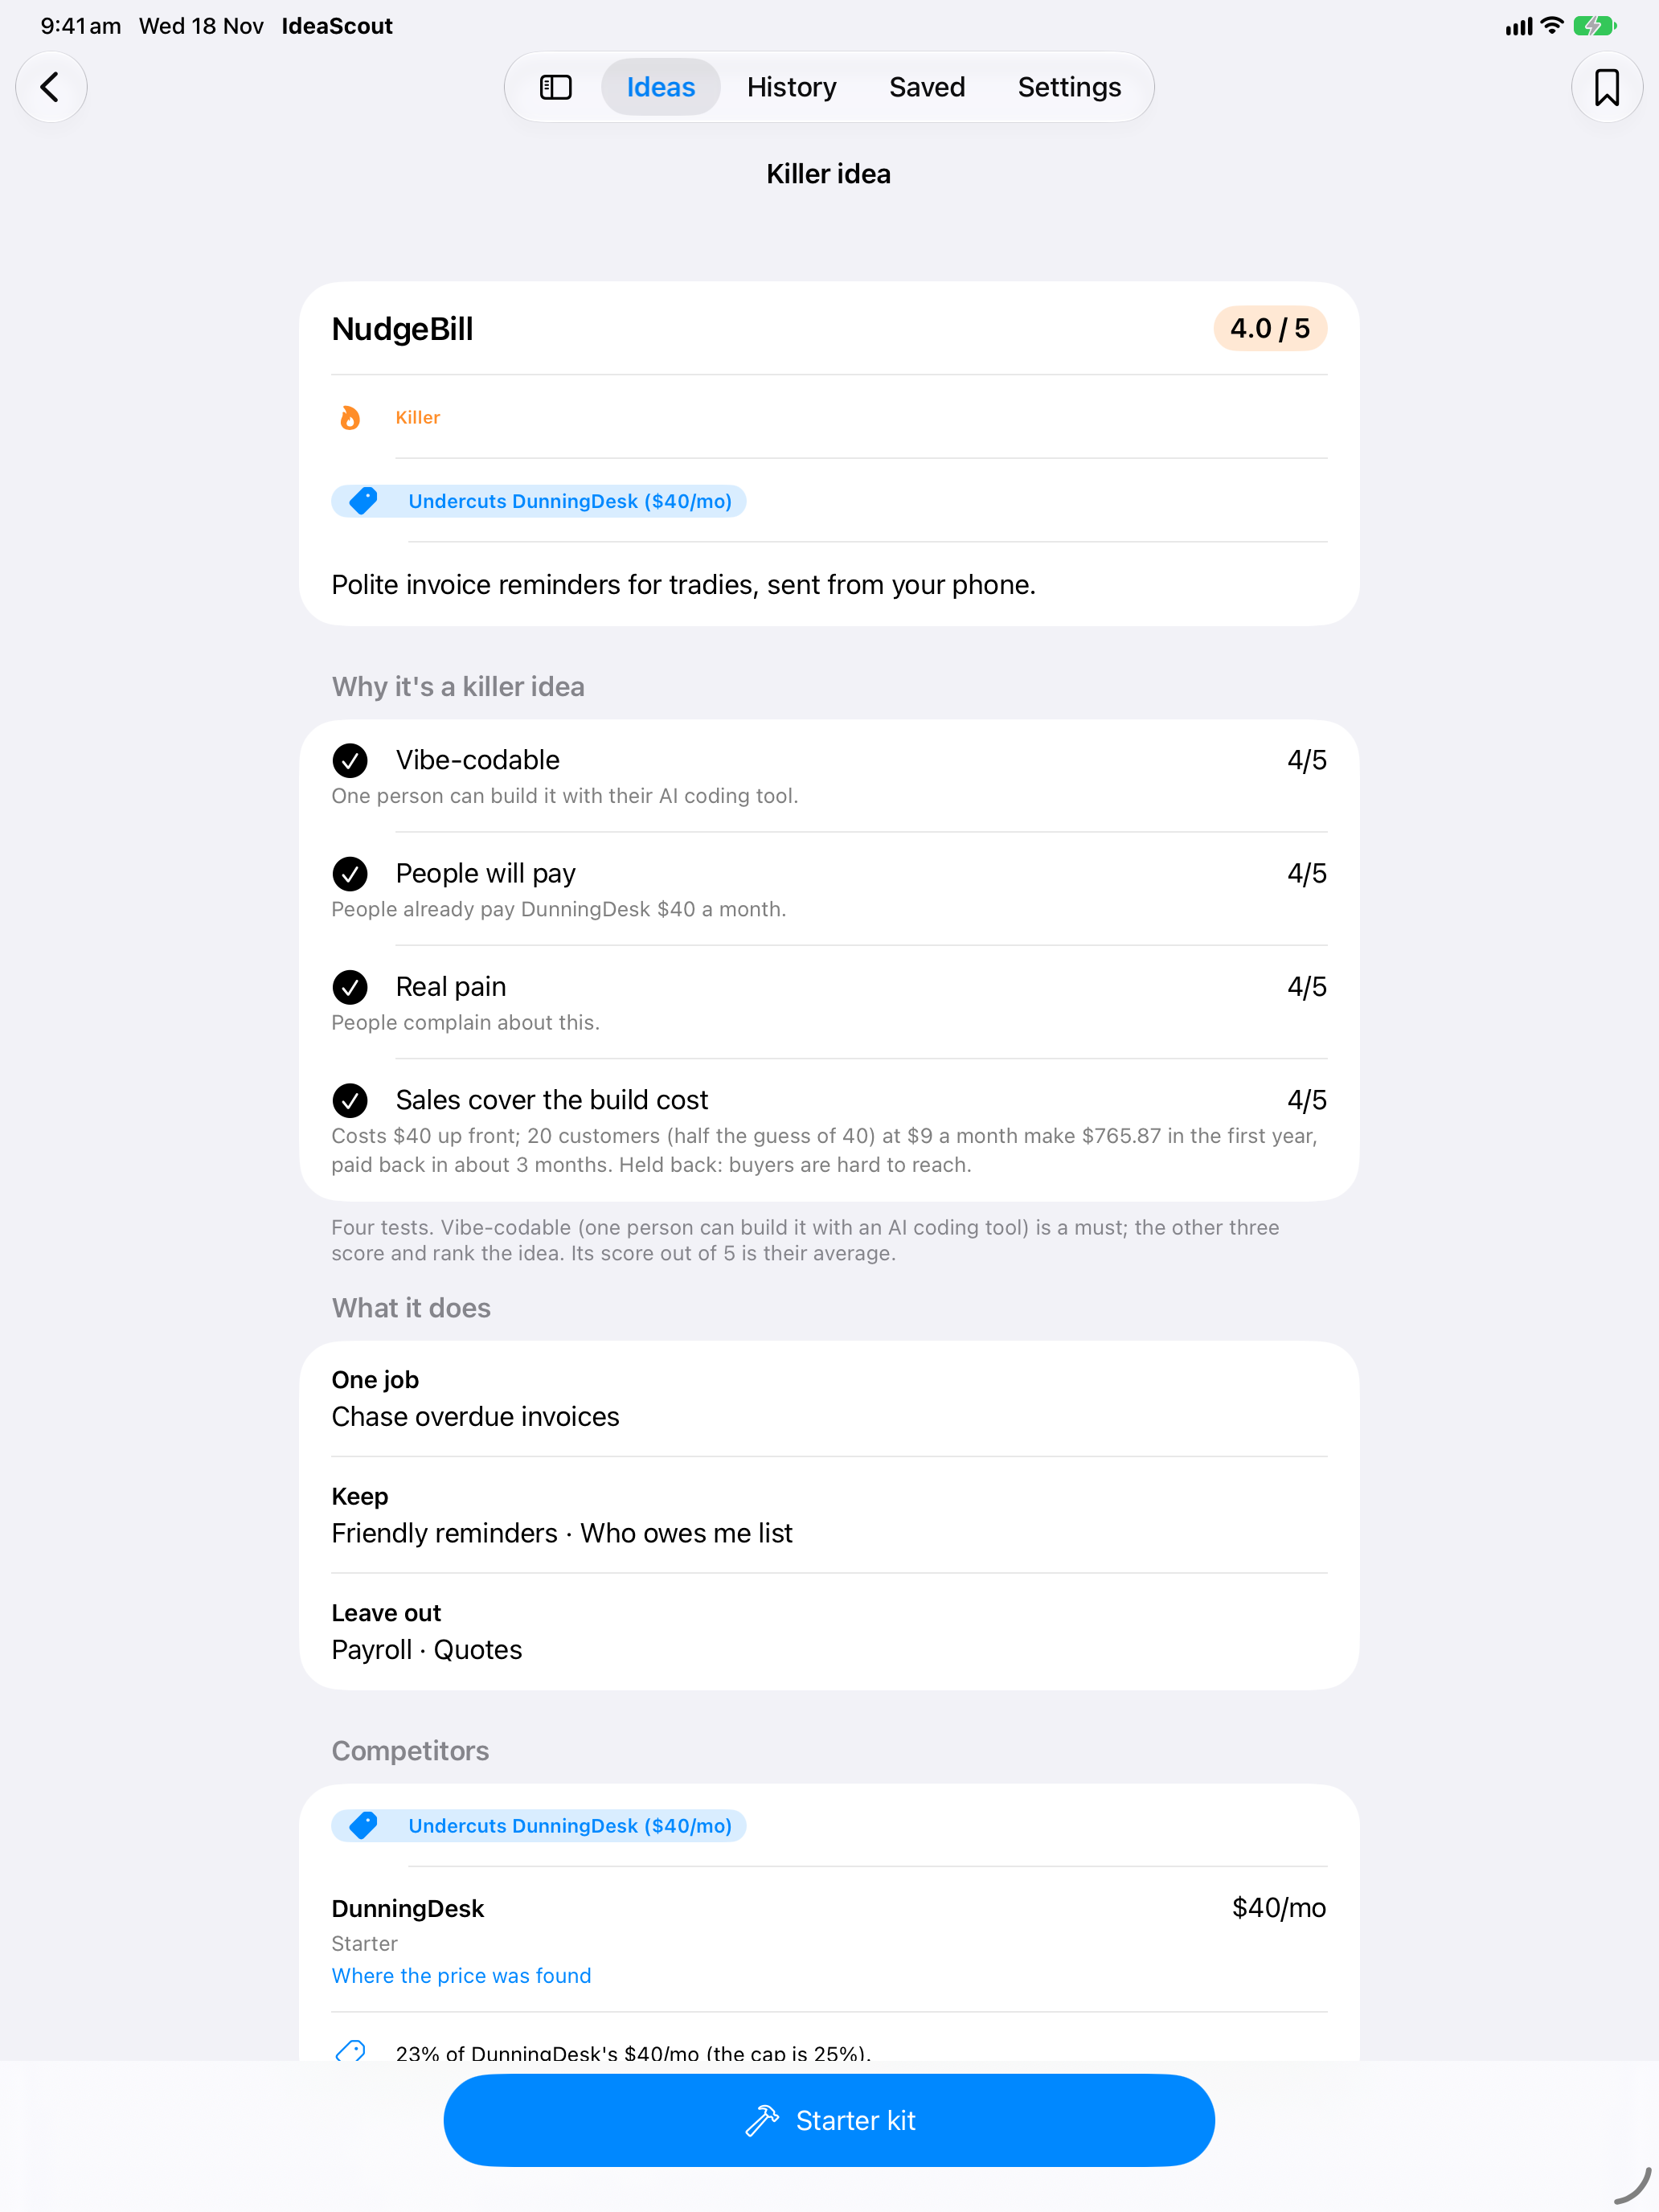 9:41 am Wed 18 Nov IdeaScout
Ideas History Saved Settings
Killer idea
NudgeBill 4.0 / 5
Killer
Undercuts DunningDesk ($40/mo)
Polite invoice reminders for tradies, sent from your phone.
Why it's a killer idea
Vibe-codable 4/5
One person can build it with their AI coding tool.
People will pay 4/5
People already pay DunningDesk $40 a month.
Real pain 4/5
People complain about this.
Sales cover the build cost 4/5
Costs $40 up front; 20 customers (half the guess of 40) at $9 a month make $765.87 in the first year,
paid back in about 3 months. Held back: buyers are hard to reach.
Four tests. Vibe-codable (one person can build it with an AI coding tool) is a must; the other three
score and rank the idea. Its score out of 5 is their average.
What it does
One job
Chase overdue invoices
Keep
Friendly reminders · Who owes me list
Leave out
Payroll · Quotes
Competitors
Undercuts DunningDesk ($40/mo)
DunningDesk $40/mo
Starter
Where the price was found
23% of DunningDesk's $40/mo (the cap is 25%).
Starter kit